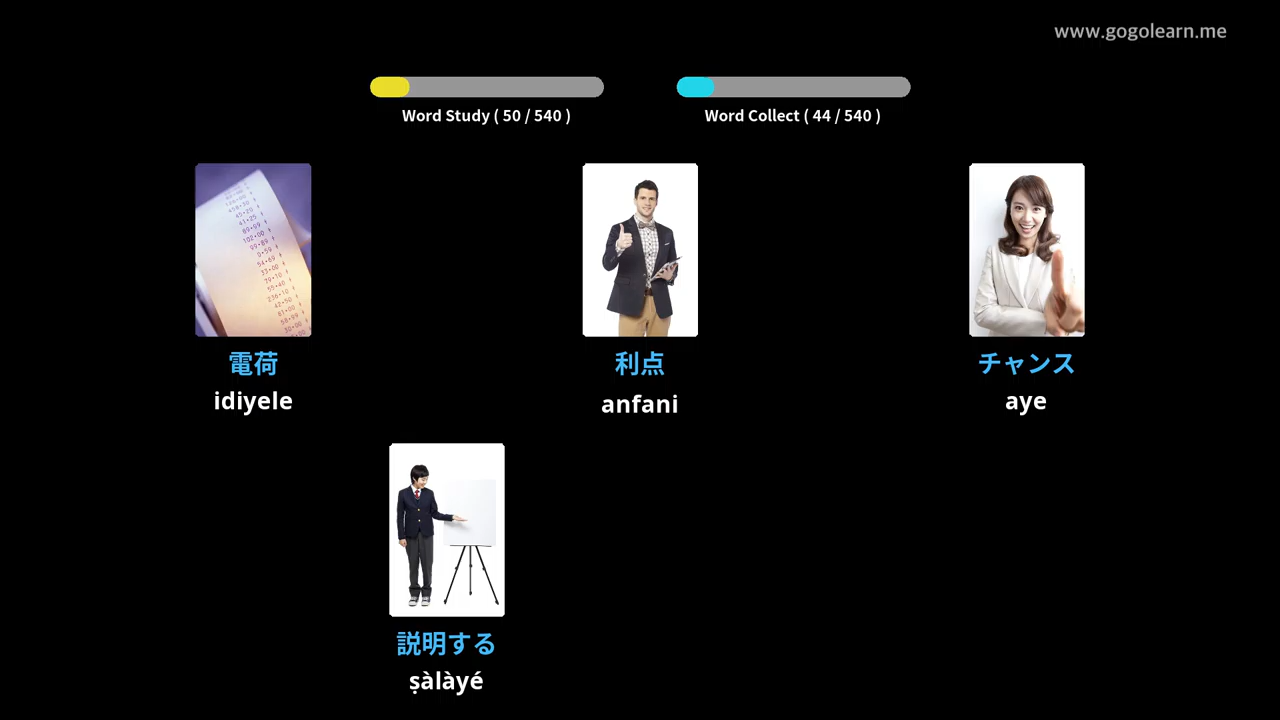 www.gogolearn.me
Word Study ( 50 / 540 )
Word Collect ( 44 / 540 )
電荷
idiyele
利点
anfani
チャンス
aye
説明する
ṣàlàyé